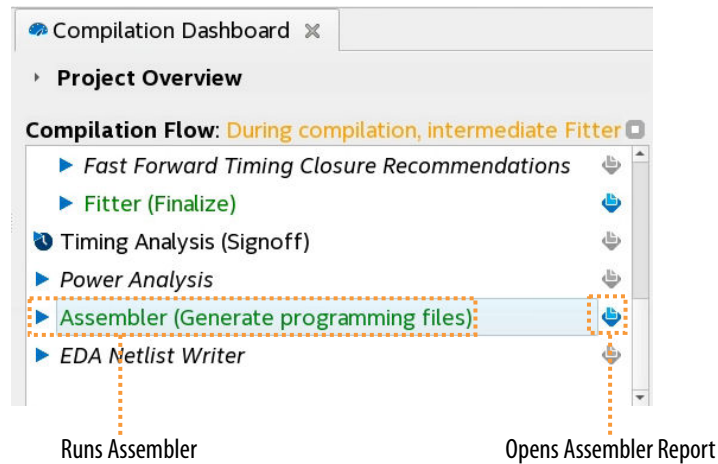 Compilation Dashboard
Project Overview
Compilation Flow: During compilation, intermediate Fitter
Fast Forward Timing Closure Recommendations
Fitter (Finalize)
Timing Analysis (Signoff)
Power Analysis
Assembler (Generate programming files)
EDA Netlist Writer
Runs Assembler
Opens Assembler Report